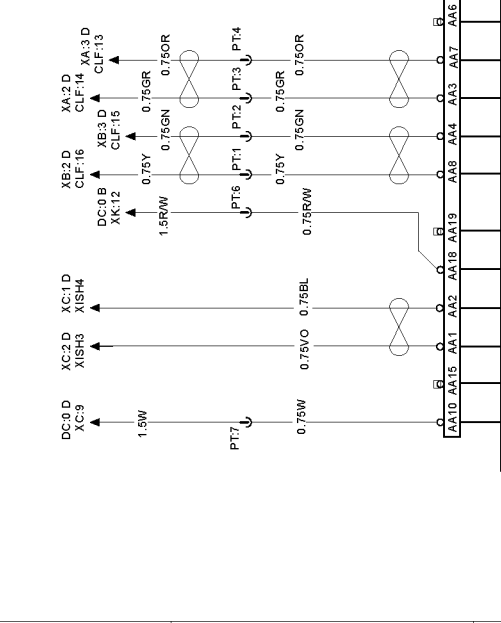 AA6
XA:3 D
CLF:13
0.75OR
PT:4
0.75OR
AA7
XA:2 D
CLF:14
0.75GR
PT:3
0.75GR
AA3
XB:3 D
CLF:15
0.75GN
PT:2
0.75GN
AA4
XB:2 D
CLF:16
0.75Y
PT:1
0.75Y
AA8
DC:0 B
XK:12
1.5R/W
PT:6
0.75R/W
AA19
AA18
XC:1 D
XISH4
0.75BL
AA2
XC:2 D
XISH3
0.75VO
AA1
AA15
DC:0 D
XC:9
1.5W
PT:7
0.75W
AA10